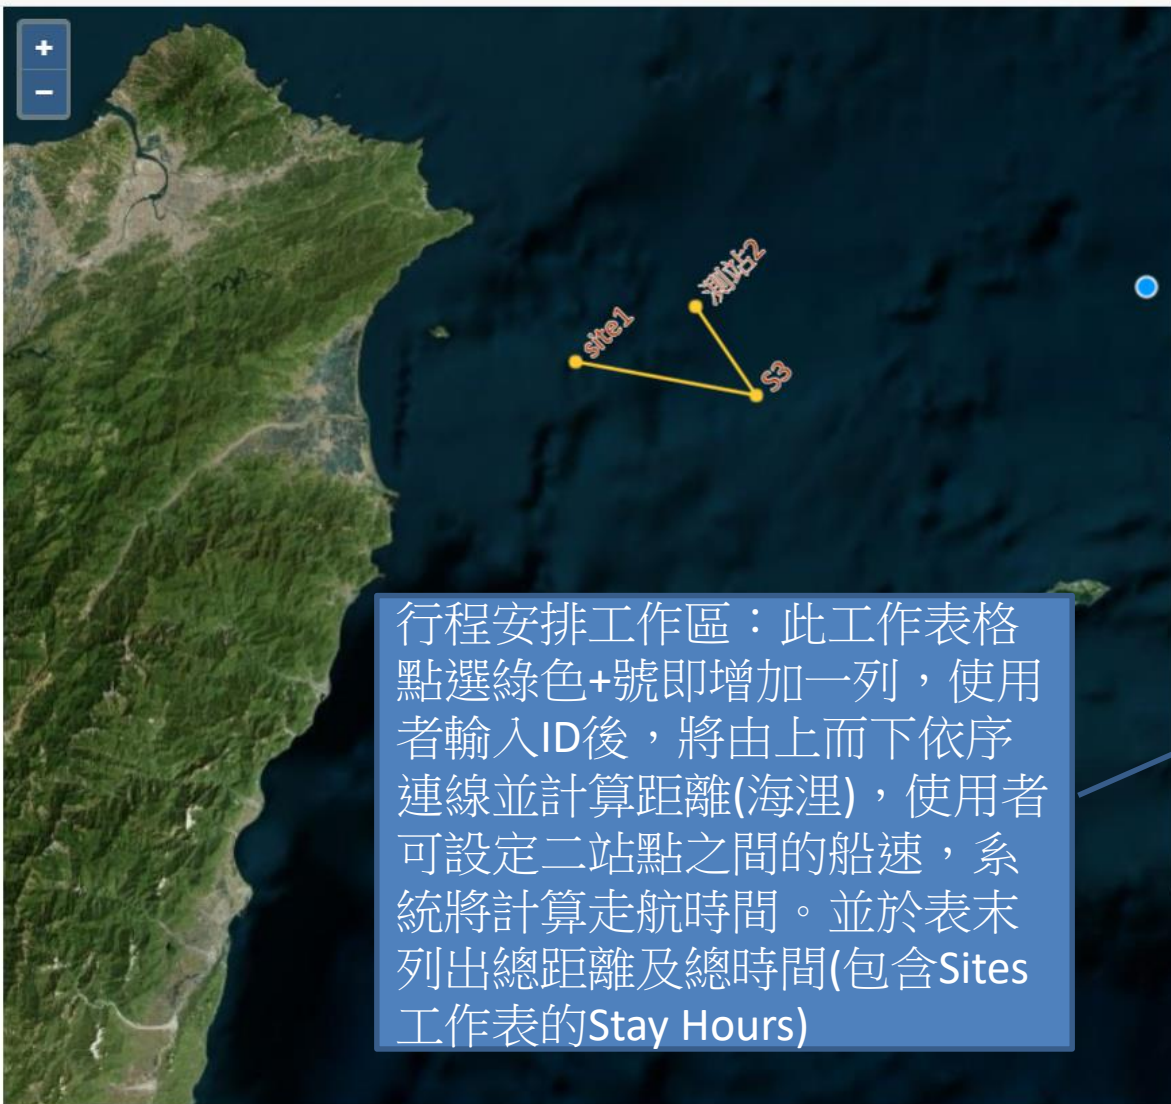 +
−
測站2
site1
S3
行程安排工作區：此工作表格
點選綠色+號即增加一列，使用
者輸入ID後，將由上而下依序
連線並計算距離(海浬)，使用者
可設定二站點之間的船速，系
統將計算走航時間。並於表末
列出總距離及總時間(包含Sites
工作表的Stay Hours)